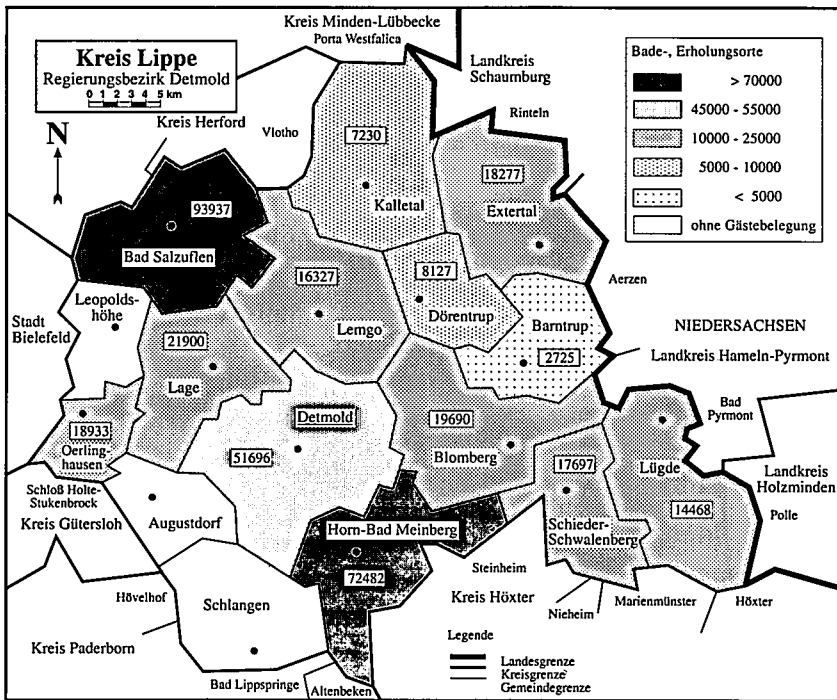 Kreis Lippe
Regierungsbezirk Detmold
0 1 2 3 4 5 km
N
Kreis Minden-Lübbecke
Porta Westfalica
Landkreis
Schaumburg
Rinteln
Kreis Herford
Vlotho
Bade-, Erholungsorte
> 70000
45000 - 55000
10000 - 25000
5000 - 10000
< 5000
ohne Gästebelegung
7230
Kalletal
18277
Extertal
93937
Bad Salzuflen
Leopolds-
höhe
Stadt
Bielefeld
16327
Lemgo
8127
Dörentrup
Barntrup
2725
Aerzen
NIEDERSACHSEN
Landkreis Hameln-Pyrmont
21900
Lage
18933
Oerling-
hausen
Detmold
51696
19690
Blomberg
17697
Schieder-
Schwalenberg
Lügde
14468
Bad
Pyrmont
Landkreis
Holzminden
Polle
Schloß Holte-
Stukenbrock
Kreis Gütersloh
Augustdorf
Horn-Bad Meinberg
72482
Steinheim
Kreis Höxter
Nieheim
Marienmünster
Höxter
Hövelhof
Schlangen
Kreis Paderborn
Bad Lippspringe
Altenbeken
Legende
Landesgrenze
Kreisgrenze
Gemeindegrenze